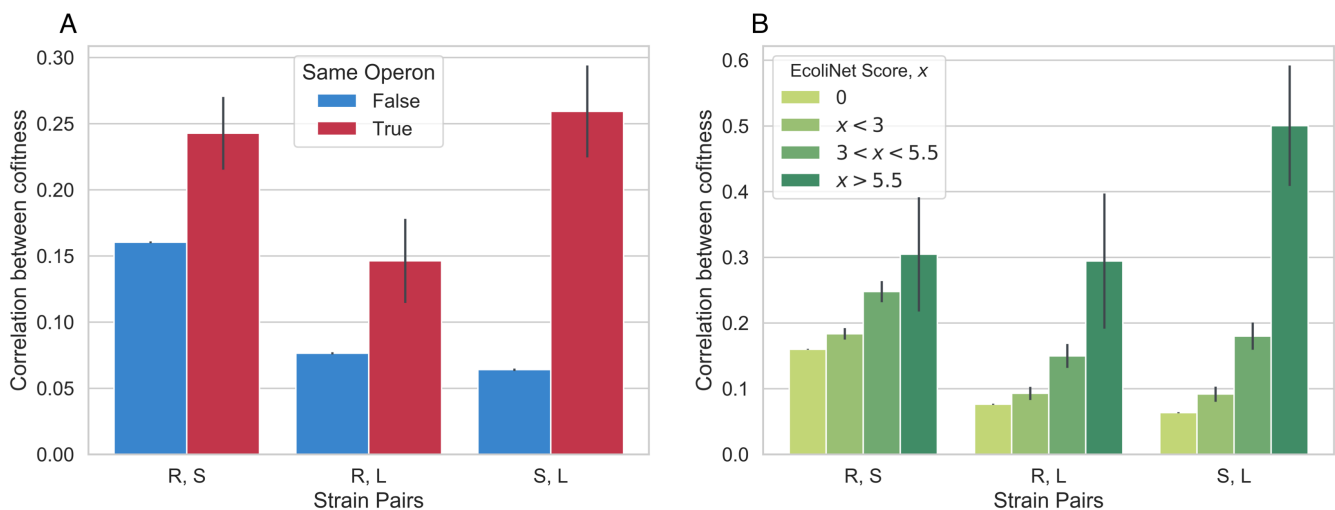 A
Correlation between cofitness
0.30
0.25
0.20
0.15
0.10
0.05
0.00
Same Operon
False
True
R, S
R, L
S, L
Strain Pairs
B
Correlation between cofitness
0.6
0.5
0.4
0.3
0.2
0.1
0.0
EcoliNet Score, x
0
x < 3
3 < x < 5.5
x > 5.5
R, S
R, L
S, L
Strain Pairs